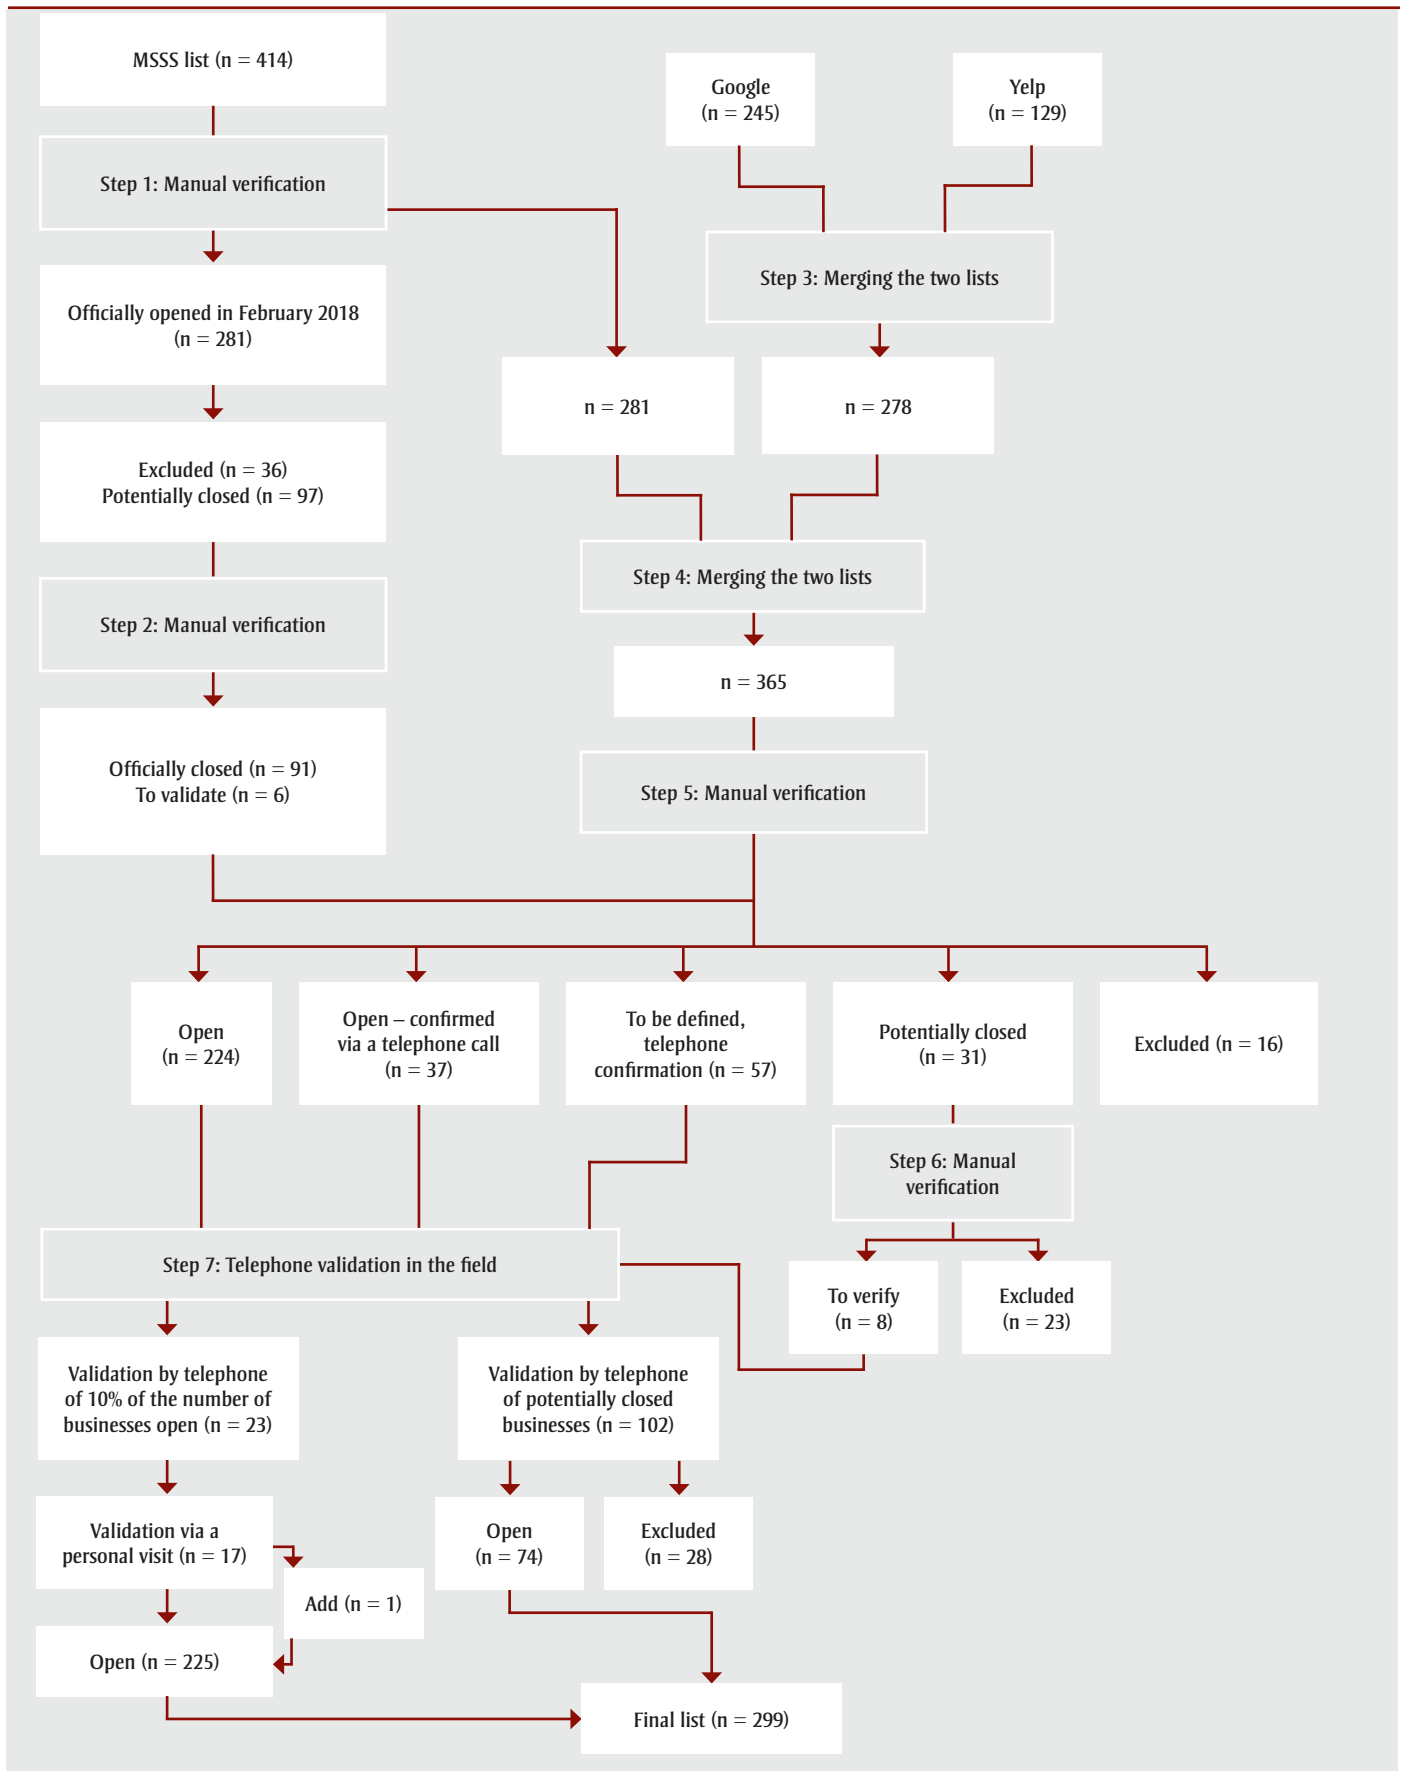 MSSS list (n = 414)
Google
(n = 245)
Yelp
(n = 129)
Step 1: Manual verification
Step 3: Merging the two lists
Officially opened in February 2018
(n = 281)
n = 281
n = 278
Excluded (n = 36)
Potentially closed (n = 97)
Step 4: Merging the two lists
Step 2: Manual verification
n = 365
Officially closed (n = 91)
To validate (n = 6)
Step 5: Manual verification
Open
(n = 224)
Open – confirmed
via a telephone call
(n = 37)
To be defined,
telephone
confirmation (n = 57)
Potentially closed
(n = 31)
Excluded (n = 16)
Step 6: Manual
verification
Step 7: Telephone validation in the field
To verify
(n = 8)
Excluded
(n = 23)
Validation by telephone
of 10% of the number of
businesses open (n = 23)
Validation by telephone
of potentially closed
businesses (n = 102)
Validation via a
personal visit (n = 17)
Open
(n = 74)
Excluded
(n = 28)
Add (n = 1)
Open (n = 225)
Final list (n = 299)